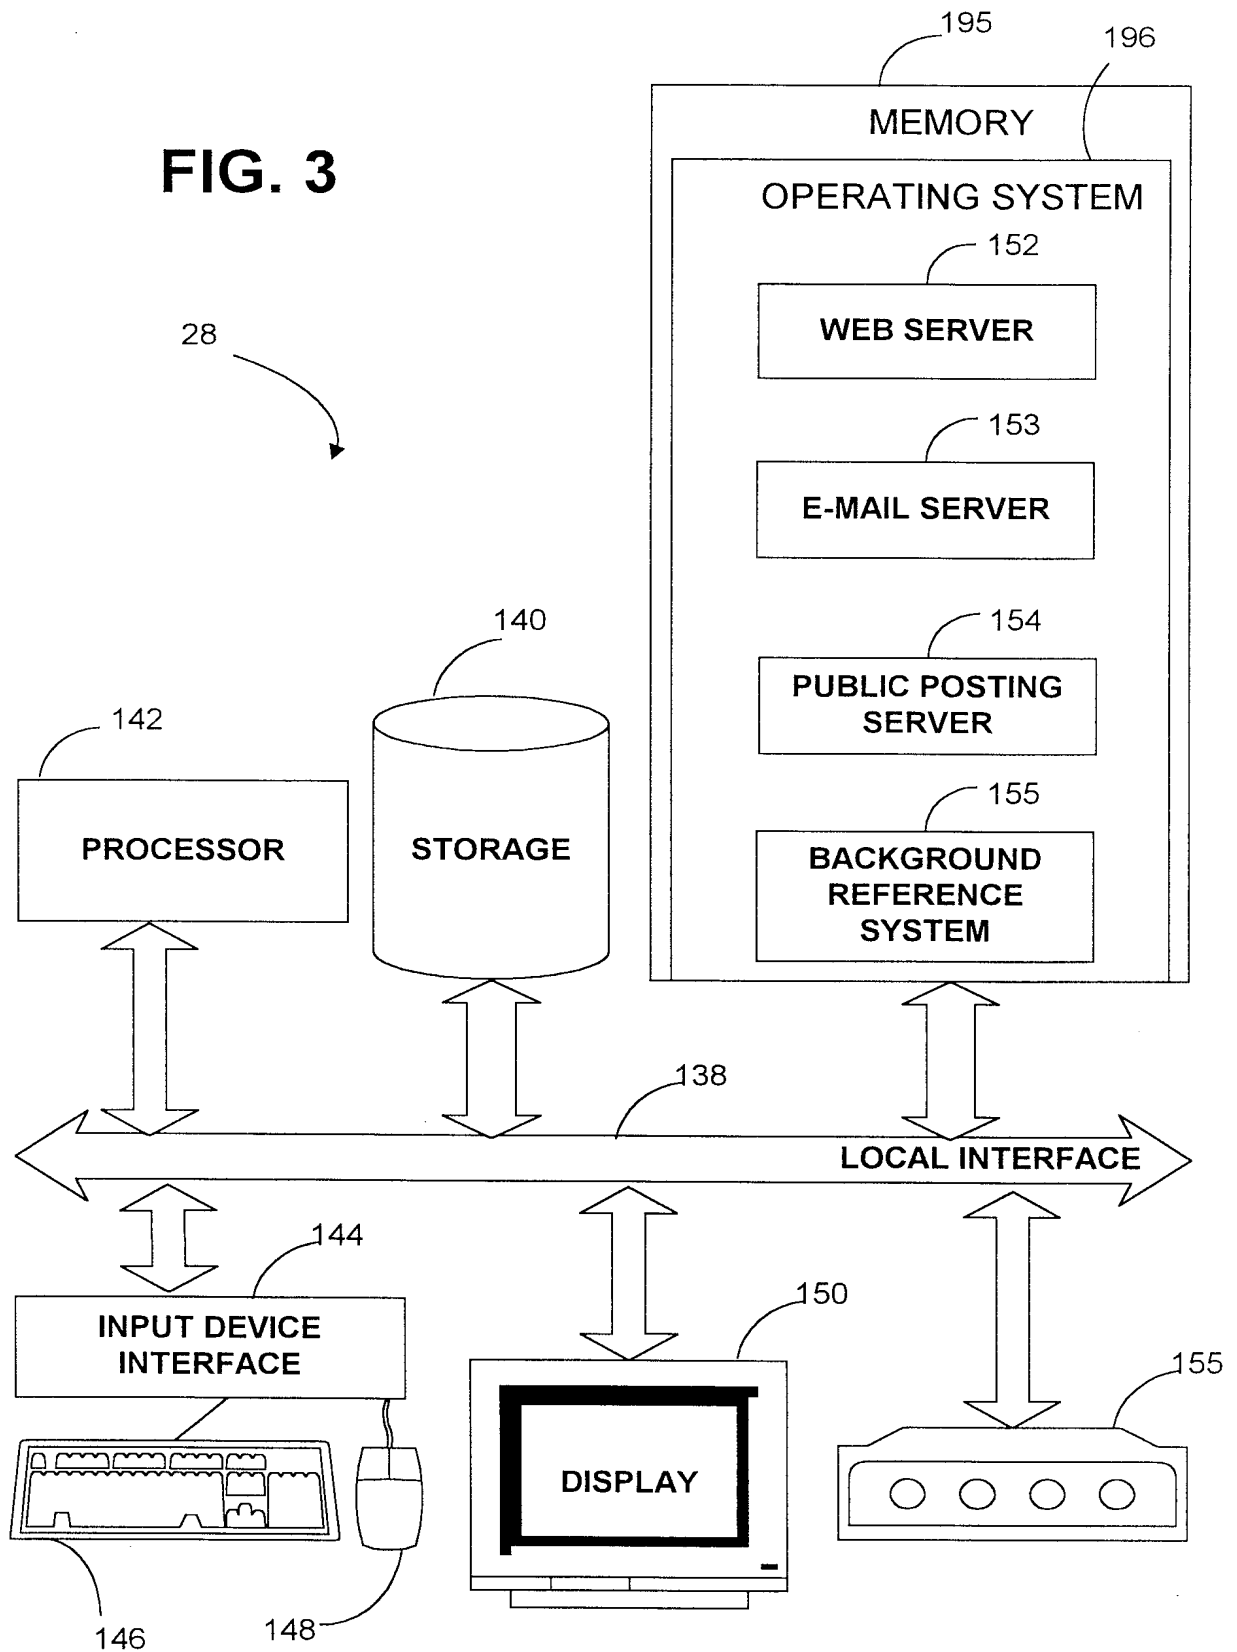 195
196
MEMORY
FIG. 3
OPERATING SYSTEM
152
28
WEB SERVER
153
E-MAIL SERVER
140
154
PUBLIC POSTING
SERVER
142
155
PROCESSOR
STORAGE
BACKGROUND
REFERENCE
SYSTEM
138
LOCAL INTERFACE
144
150
INPUT DEVICE
INTERFACE
155
DISPLAY
146
148